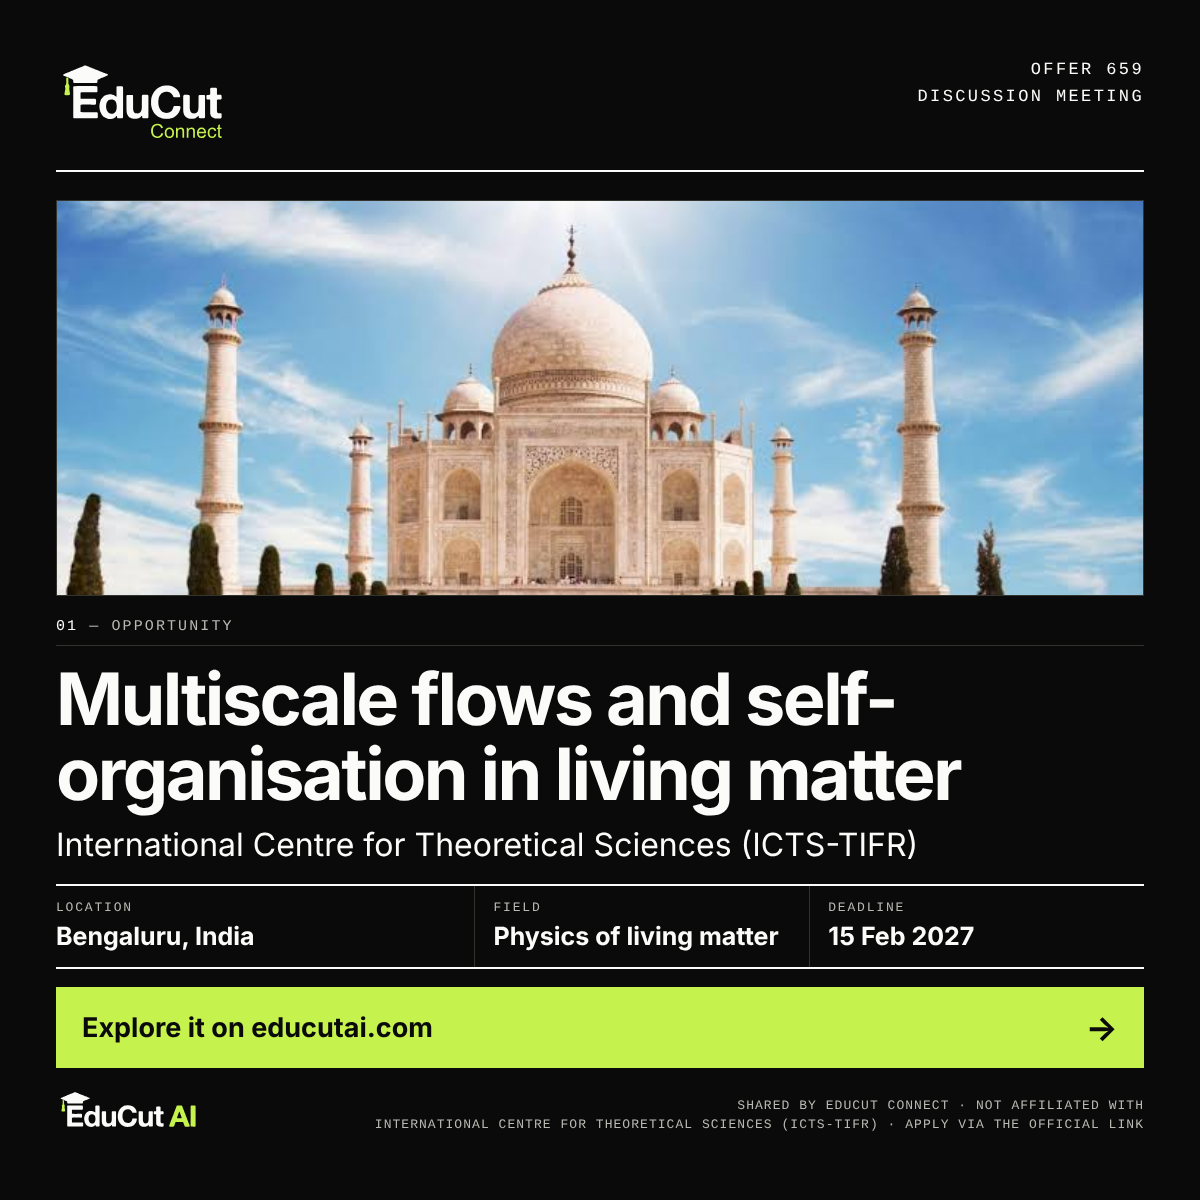 EduCut
Connect
OFFER 659
DISCUSSION MEETING
01 — OPPORTUNITY
Multiscale flows and self-
organisation in living matter
International Centre for Theoretical Sciences (ICTS-TIFR)
LOCATION
Bengaluru, India
FIELD
Physics of living matter
DEADLINE
15 Feb 2027
Explore it on educutai.com →
EduCut AI
SHARED BY EDUCUT CONNECT · NOT AFFILIATED WITH
INTERNATIONAL CENTRE FOR THEORETICAL SCIENCES (ICTS-TIFR) · APPLY VIA THE OFFICIAL LINK